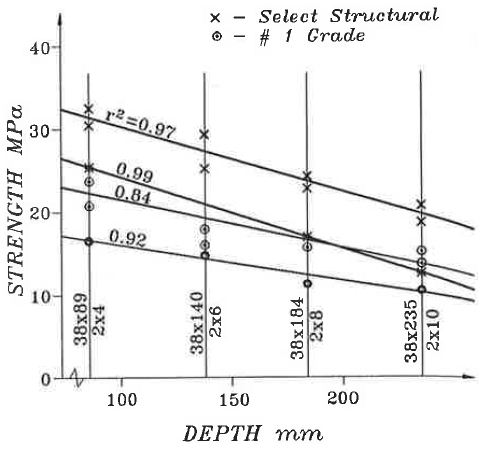 × – Select Structural
⊙ – # 1 Grade
STRENGTH MPa
40
30
20
10
0
r²=0.97
0.99
0.84
0.92
38x89
2x4
38x140
2x6
38x184
2x8
38x235
2x10
100
150
200
DEPTH mm